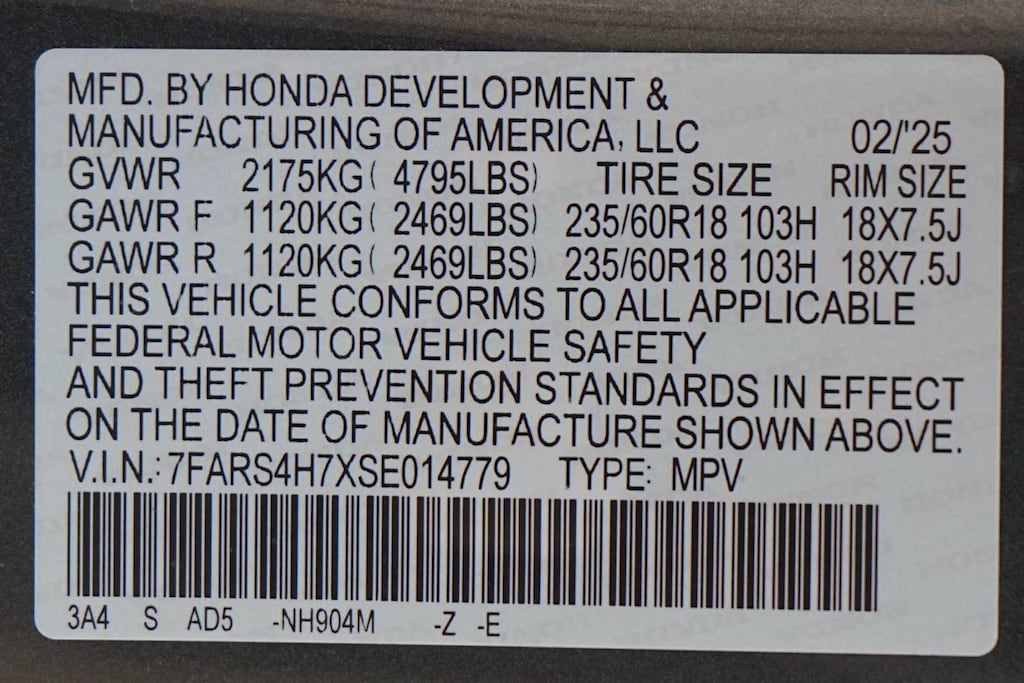 MFD. BY HONDA DEVELOPMENT &
MANUFACTURING OF AMERICA, LLC 02/'25
GVWR 2175KG( 4795LBS) TIRE SIZE RIM SIZE
GAWR F 1120KG( 2469LBS) 235/60R18 103H 18X7.5J
GAWR R 1120KG( 2469LBS) 235/60R18 103H 18X7.5J
THIS VEHICLE CONFORMS TO ALL APPLICABLE
FEDERAL MOTOR VEHICLE SAFETY
AND THEFT PREVENTION STANDARDS IN EFFECT
ON THE DATE OF MANUFACTURE SHOWN ABOVE.
V.I.N.:7FARS4H7XSE014779 TYPE: MPV
3A4 S AD5 -NH904M -Z -E